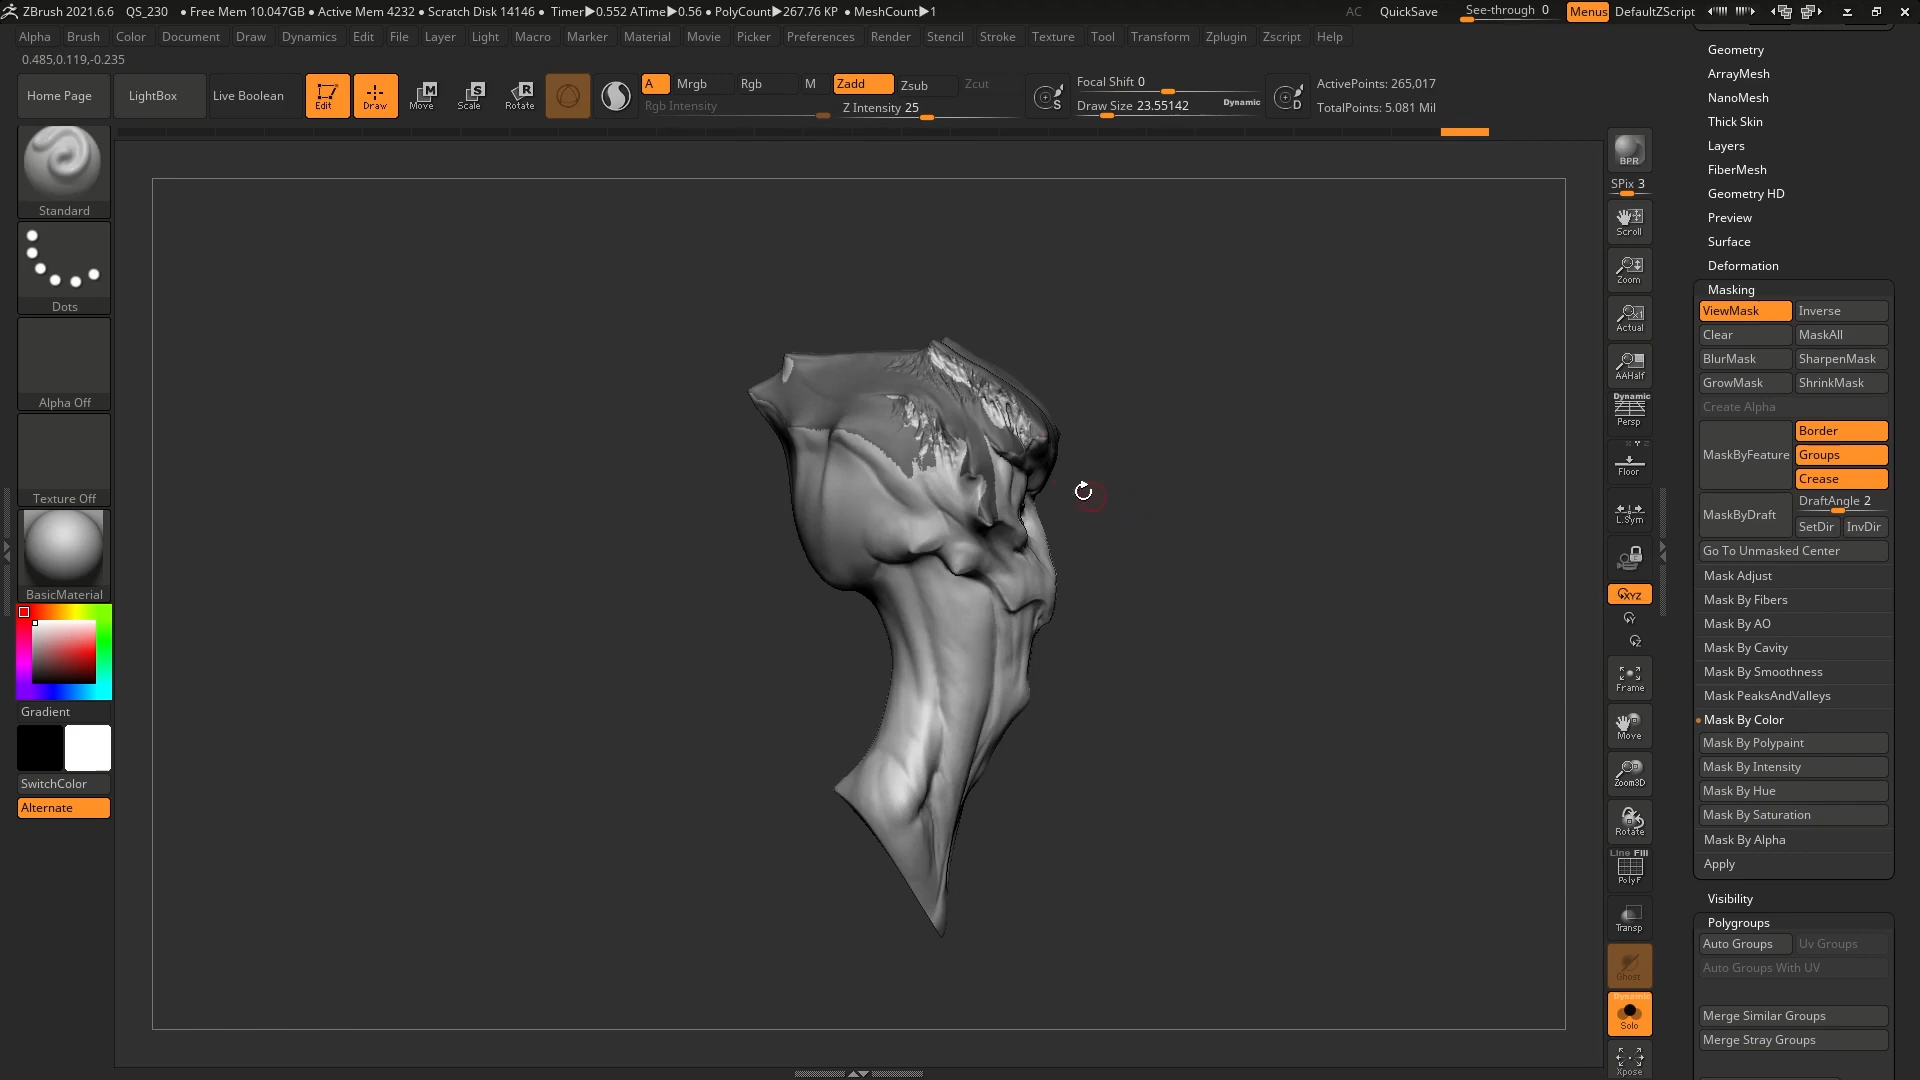 ZBrush 2021.6.6 QS_230 • Free Mem 10.047GB • Active Mem 4232 • Scratch Disk 14146 • Timer▶0.552 ATime▶0.56 • PolyCount▶267.76 KP • MeshCount▶1 AC QuickSave See-through 0 Menus DefaultZScript
Alpha Brush Color Document Draw Dynamics Edit File Layer Light Macro Marker Material Movie Picker Preferences Render Stencil Stroke Texture Tool Transform Zplugin Zscript Help
0.485,0.119,-0.235
Home Page LightBox Live Boolean Edit Draw Move Scale Rotate A Mrgb Rgb M Zadd Zsub Zcut Focal Shift 0 ActivePoints: 265,017
Rgb Intensity Z Intensity 25 S Draw Size 23.55142 Dynamic D TotalPoints: 5.081 Mil
Standard
Dots
Alpha Off
Texture Off
BasicMaterial
Gradient
SwitchColor
Alternate
BPR
SPix 3
Scroll
Zoom
Actual
AAHalf
Dynamic
Persp
Floor
L.Sym
XYZ
Y
Z
Frame
Move
Zoom3D
Rotate
Line Fill
PolyF
Transp
Ghost
Dynamic
Solo
Xpose
Geometry
ArrayMesh
NanoMesh
Thick Skin
Layers
FiberMesh
Geometry HD
Preview
Surface
Deformation
Masking
ViewMask Inverse
Clear MaskAll
BlurMask SharpenMask
GrowMask ShrinkMask
Create Alpha
MaskByFeature Border
Groups
Crease
MaskByDraft DraftAngle 2
SetDir InvDir
Go To Unmasked Center
Mask Adjust
Mask By Fibers
Mask By AO
Mask By Cavity
Mask By Smoothness
Mask PeaksAndValleys
Mask By Color
Mask By Polypaint
Mask By Intensity
Mask By Hue
Mask By Saturation
Mask By Alpha
Apply
Visibility
Polygroups
Auto Groups Uv Groups
Auto Groups With UV
Merge Similar Groups
Merge Stray Groups